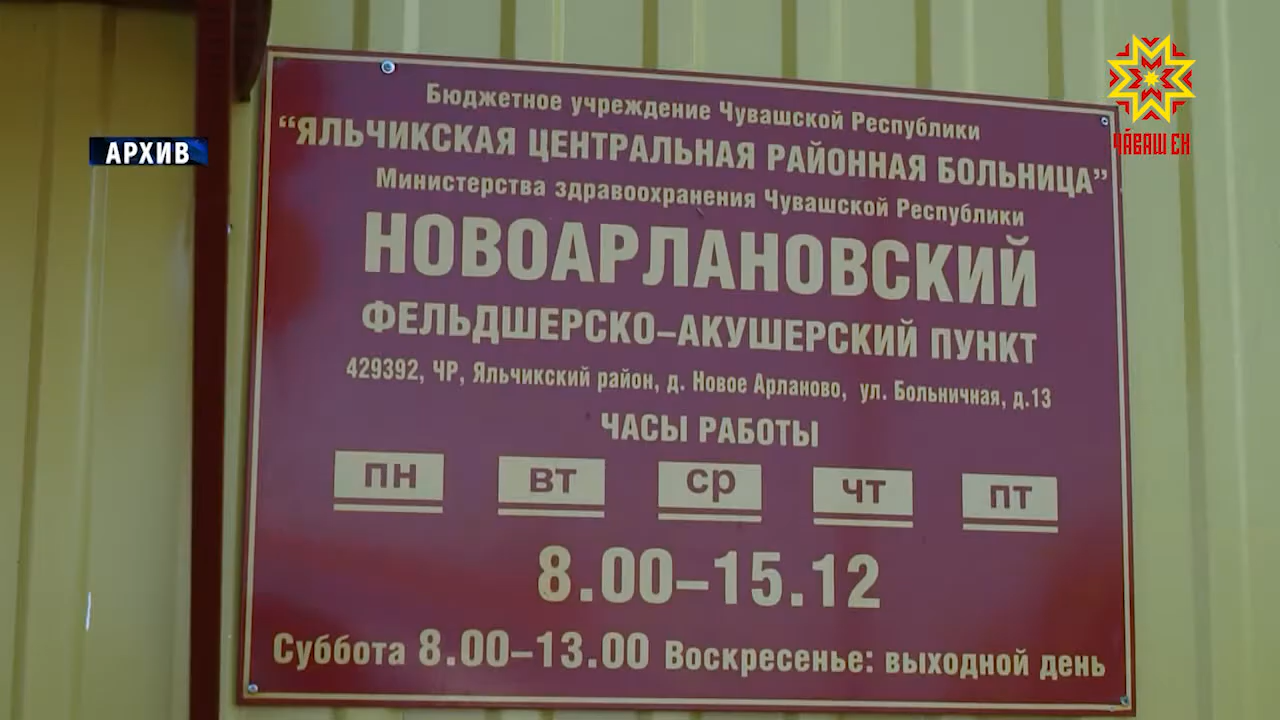 АРХИВ
ЧӐВАШ ЕН
Бюджетное учреждение Чувашской Республики
“ЯЛЬЧИКСКАЯ ЦЕНТРАЛЬНАЯ РАЙОННАЯ БОЛЬНИЦА”
Министерства здравоохранения Чувашской Республики
НОВОАРЛАНОВСКИЙ
ФЕЛЬДШЕРСКО–АКУШЕРСКИЙ ПУНКТ
429392, ЧР, Яльчикский район, д. Новое Арланово, ул. Больничная, д.13
ЧАСЫ РАБОТЫ
пн вт ср чт пт
8.00–15.12
Суббота 8.00–13.00 Воскресенье: выходной день